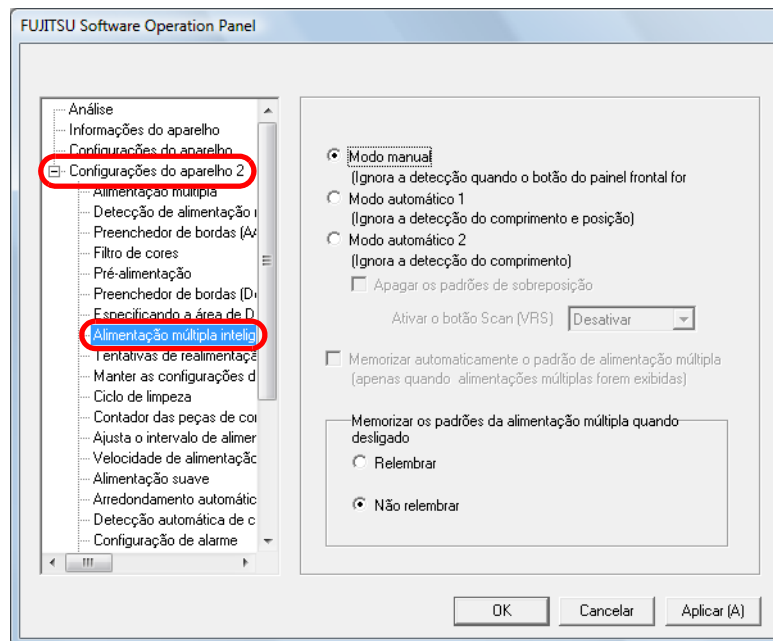 FUJITSU Software Operation Panel
Análise
Informações do aparelho
Configurações do aparelho
Configurações do aparelho 2
Alimentação múltipla
Detecção de alimentação
Preenchedor de bordas (A
Filtro de cores
Pré-alimentação
Preenchedor de bordas (D
Especificando a área de D
Alimentação múltipla intelig
Tentativas de realimentaça
Manter as configurações d
Ciclo de limpeza
Contador das peças de co
Ajusta o intervalo de alimer
Velocidade de alimentação
Alimentação suave
Arredondamento automátic
Detecção automática de c
Configuração de alarme
Modo manual
(Ignora a detecção quando o botão do painel frontal for
Modo automático 1
(Ignora a detecção do comprimento e posição)
Modo automático 2
(Ignora a detecção do comprimento)
Apagar os padrões de sobreposição
Ativar o botão Scan (VRS) Desativar
Memorizar automaticamente o padrão de alimentação múltipla
(apenas quando alimentações múltiplas forem exibidas)
Memorizar os padrões da alimentação múltipla quando
desligado
Relembrar
Não relembrar
OK Cancelar Aplicar (A)